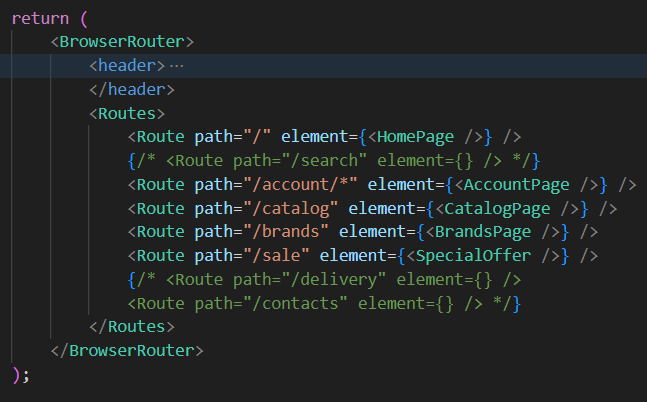 return (
<BrowserRouter>
<header>···
</header>
<Routes>
<Route path="/" element={<HomePage />} />
{/* <Route path="/search" element={} /> */}
<Route path="/account/*" element={<AccountPage />} />
<Route path="/catalog" element={<CatalogPage />} />
<Route path="/brands" element={<BrandsPage />} />
<Route path="/sale" element={<SpecialOffer />} />
{/* <Route path="/delivery" element={} />
<Route path="/contacts" element={} /> */}
</Routes>
</BrowserRouter>
);